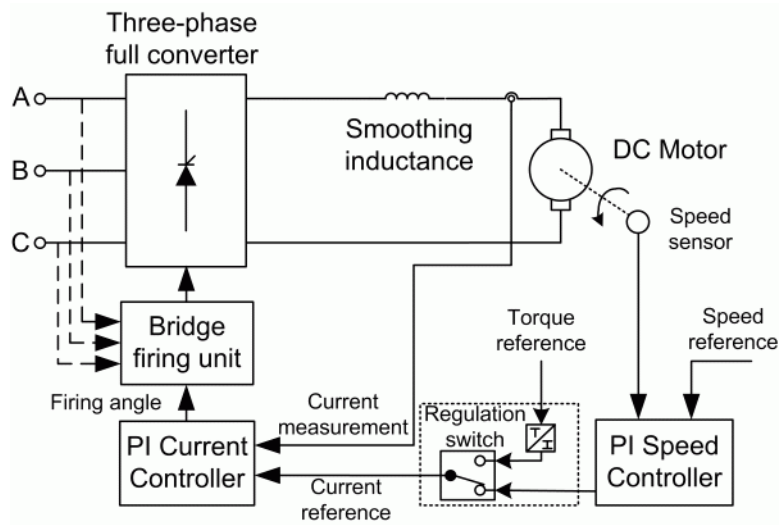 Three-phase
full converter
A
B
C
Smoothing
inductance
DC Motor
Speed
sensor
Bridge
firing unit
Torque
reference
Speed
reference
Firing angle
Current
measurement
Regulation
switch
T
I
PI Current
Controller
Current
reference
PI Speed
Controller